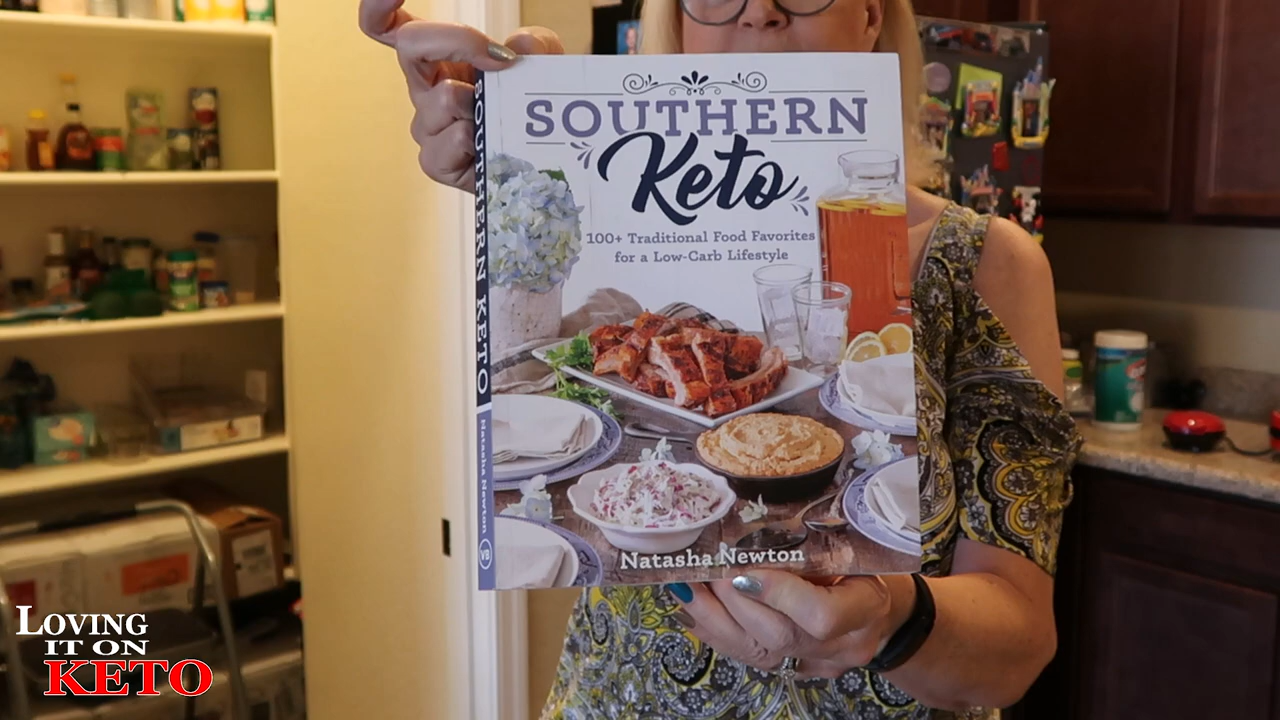 SOUTHERN
Keto
100+ Traditional Food Favorites
for a Low-Carb Lifestyle
Natasha Newton
SOUTHERN KETO
Natasha Newton
VB
LOVING
IT ON
KETO